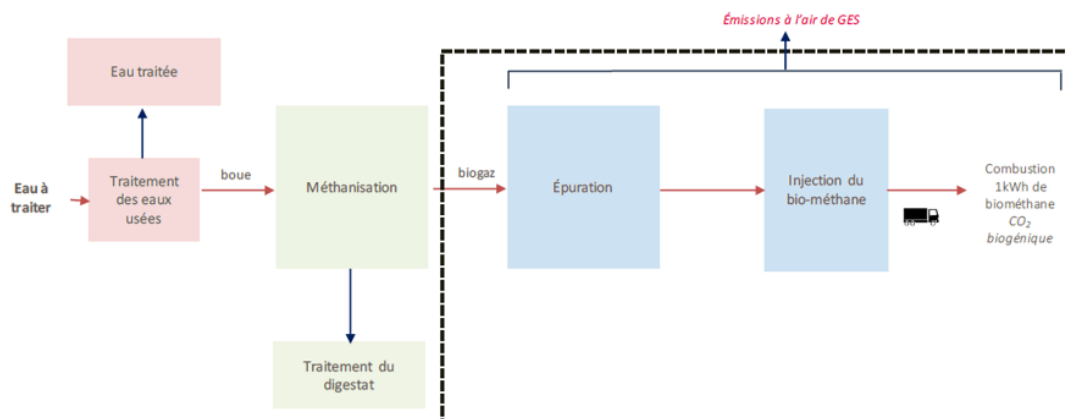 Émissions à l'air de GES
Eau traitée
Eau à
traiter
Traitement
des eaux
usées
boue
Méthanisation
biogaz
Épuration
Injection du
bio-méthane
Combustion
1kWh de
biométhane
CO₂
biogénique
Traitement du
digestat